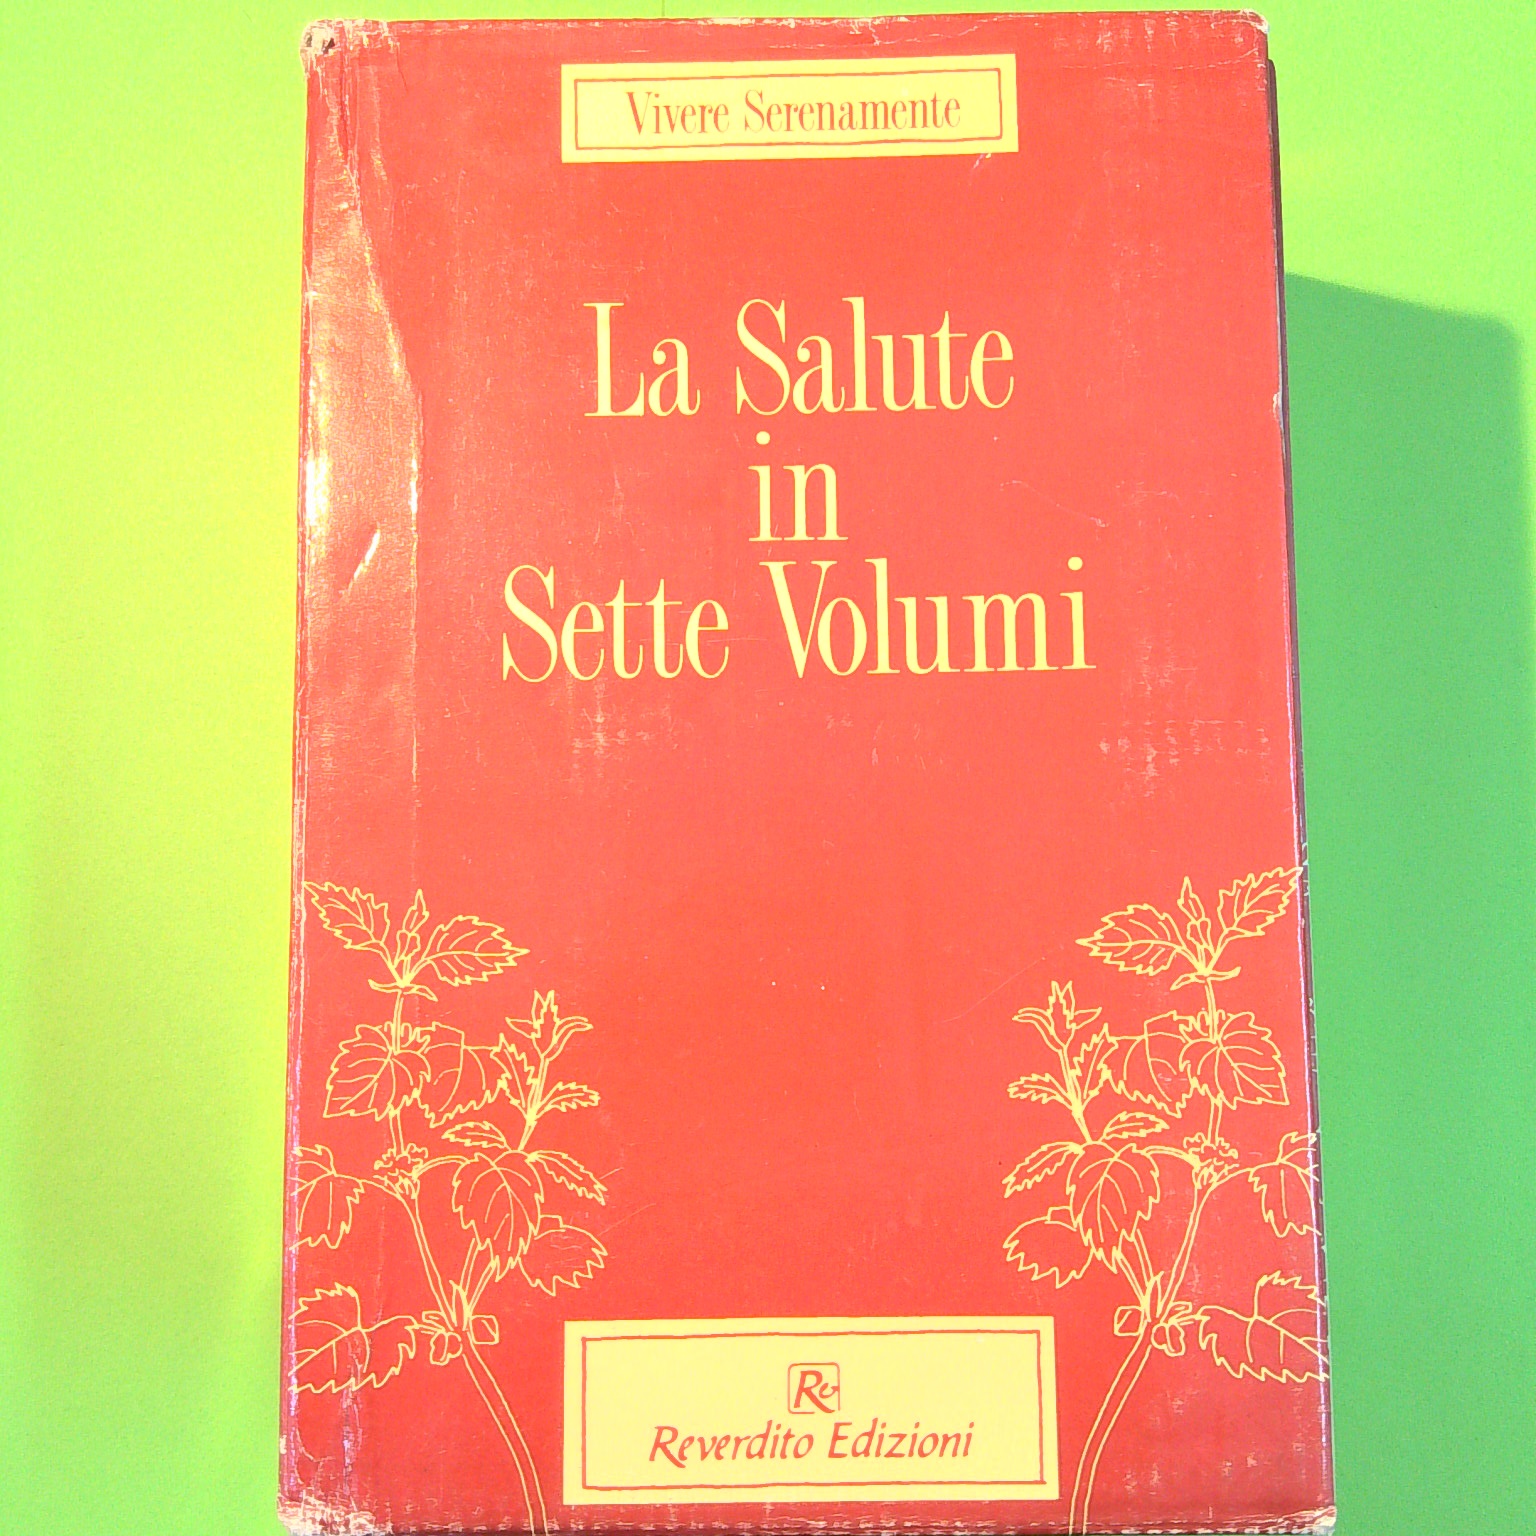 Vivere Serenamente
La Salute
in
Sette Volumi
Re
Reverdito Edizioni